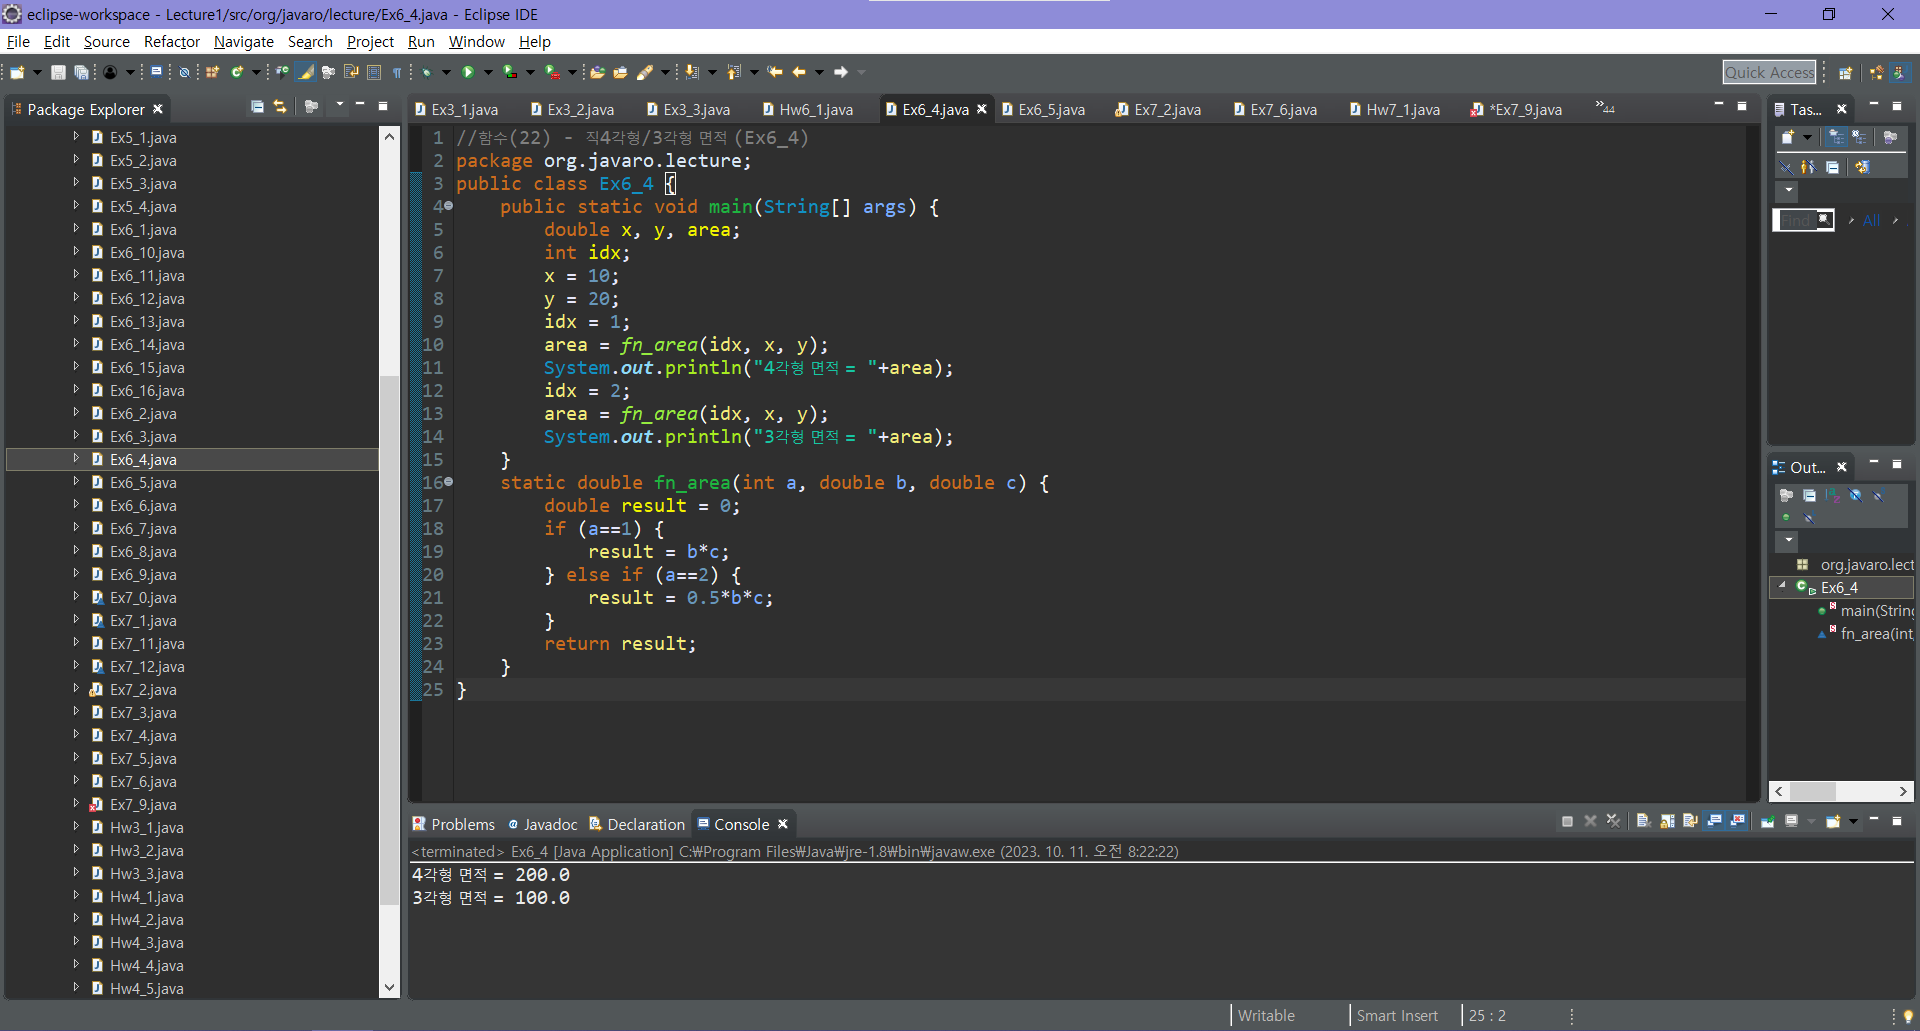 eclipse-workspace - Lecture1/src/org/javaro/lecture/Ex6_4.java - Eclipse IDE
File Edit Source Refactor Navigate Search Project Run Window Help
Quick Access
Package Explorer
Ex5_1.java
Ex5_2.java
Ex5_3.java
Ex5_4.java
Ex6_1.java
Ex6_10.java
Ex6_11.java
Ex6_12.java
Ex6_13.java
Ex6_14.java
Ex6_15.java
Ex6_16.java
Ex6_2.java
Ex6_3.java
Ex6_4.java
Ex6_5.java
Ex6_6.java
Ex6_7.java
Ex6_8.java
Ex6_9.java
Ex7_0.java
Ex7_1.java
Ex7_11.java
Ex7_12.java
Ex7_2.java
Ex7_3.java
Ex7_4.java
Ex7_5.java
Ex7_6.java
Ex7_9.java
Hw3_1.java
Hw3_2.java
Hw3_3.java
Hw4_1.java
Hw4_2.java
Hw4_3.java
Hw4_4.java
Hw4_5.java
Ex3_1.java Ex3_2.java Ex3_3.java Hw6_1.java Ex6_4.java Ex6_5.java Ex7_2.java Ex7_6.java Hw7_1.java *Ex7_9.java »44
1 //함수(22) - 직4각형/3각형 면적 (Ex6_4)
2 package org.javaro.lecture;
3 public class Ex6_4 {
4 public static void main(String[] args) {
5 double x, y, area;
6 int idx;
7 x = 10;
8 y = 20;
9 idx = 1;
10 area = fn_area(idx, x, y);
11 System.out.println("4각형 면적 = "+area);
12 idx = 2;
13 area = fn_area(idx, x, y);
14 System.out.println("3각형 면적 = "+area);
15 }
16 static double fn_area(int a, double b, double c) {
17 double result = 0;
18 if (a==1) {
19 result = b*c;
20 } else if (a==2) {
21 result = 0.5*b*c;
22 }
23 return result;
24 }
25 }
Tas...
Find All
Out...
org.javaro.lect
Ex6_4
main(String
fn_area(int
Problems Javadoc Declaration Console
<terminated> Ex6_4 [Java Application] C:₩Program Files₩Java₩jre-1.8₩bin₩javaw.exe (2023. 10. 11. 오전 8:22:22)
4각형 면적 = 200.0
3각형 면적 = 100.0
Writable Smart Insert 25 : 2